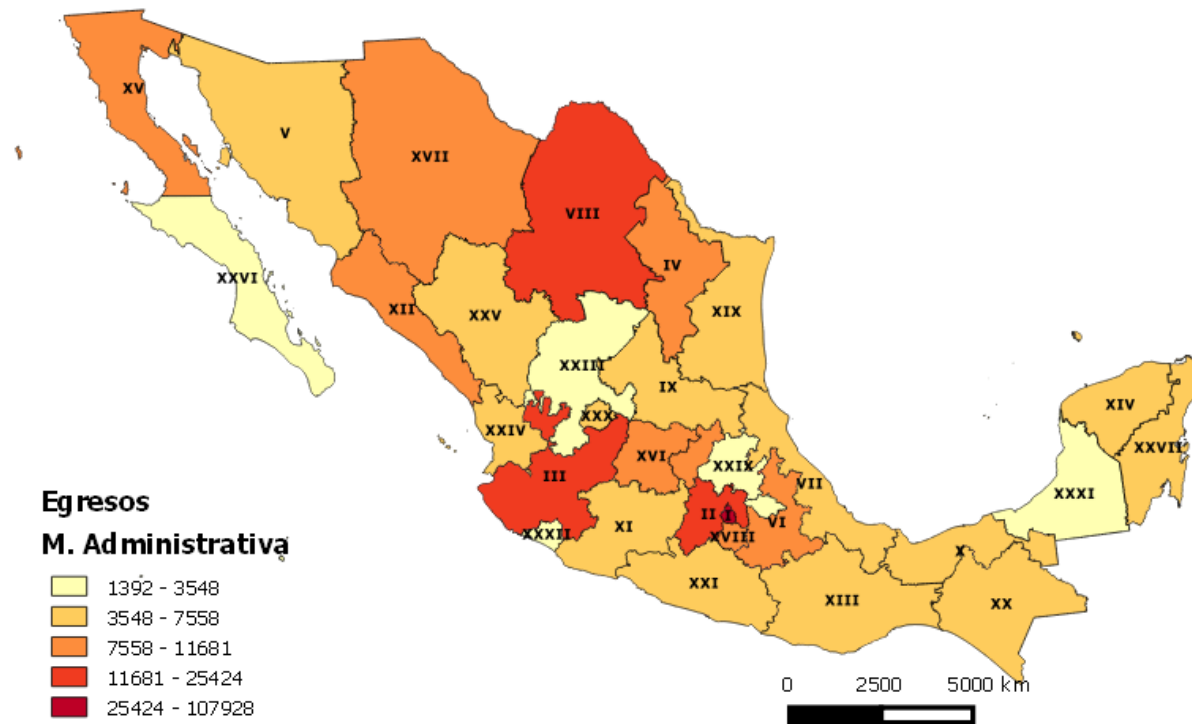 XV
V
XVII
VIII
XXVI
IV
XII
XXV
XIX
XXIII
IX
XXX
XIV
XXIV
XXVII
XVI
XXIX
III
VII
XXXI
II
I
VI
XXXII
XI
XVIII
X
XXI
XIII
XX
Egresos
M. Administrativa
1392 - 3548
3548 - 7558
7558 - 11681
11681 - 25424
25424 - 107928
0 2500 5000 km